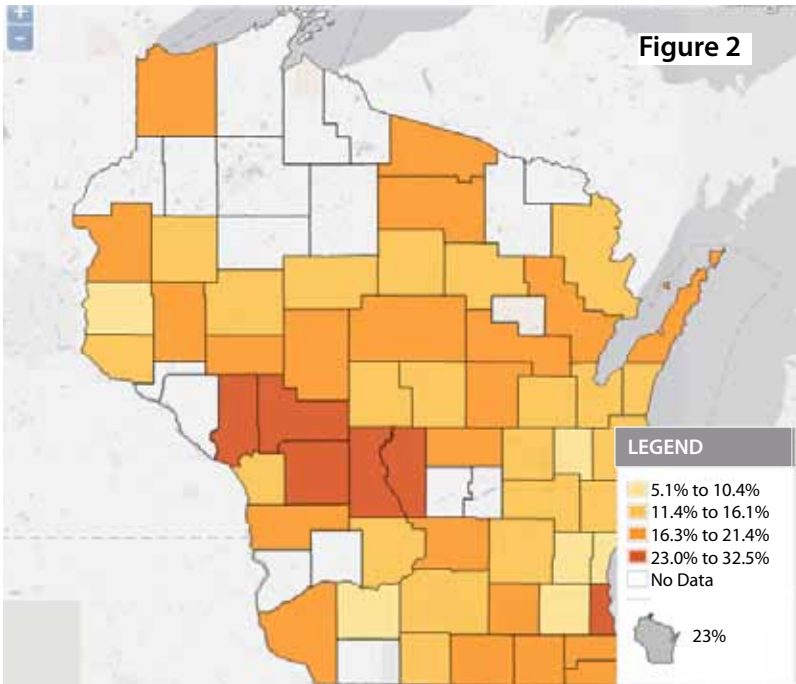 +
-
Figure 2
LEGEND
5.1% to 10.4%
11.4% to 16.1%
16.3% to 21.4%
23.0% to 32.5%
No Data
23%